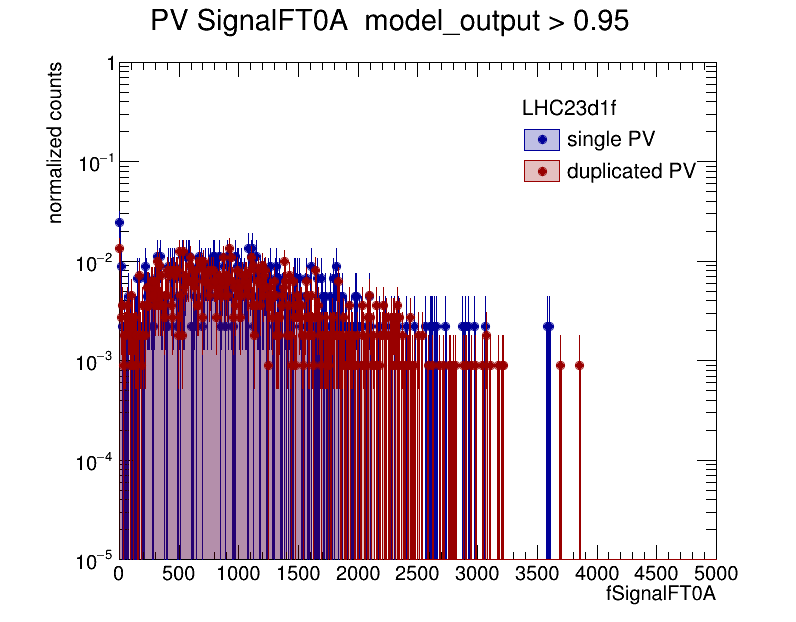 PV SignalFT0A model_output > 0.95
normalized counts
1
10⁻¹
10⁻²
10⁻³
10⁻⁴
10⁻⁵
LHC23d1f
single PV
duplicated PV
0 500 1000 1500 2000 2500 3000 3500 4000 4500 5000
fSignalFT0A